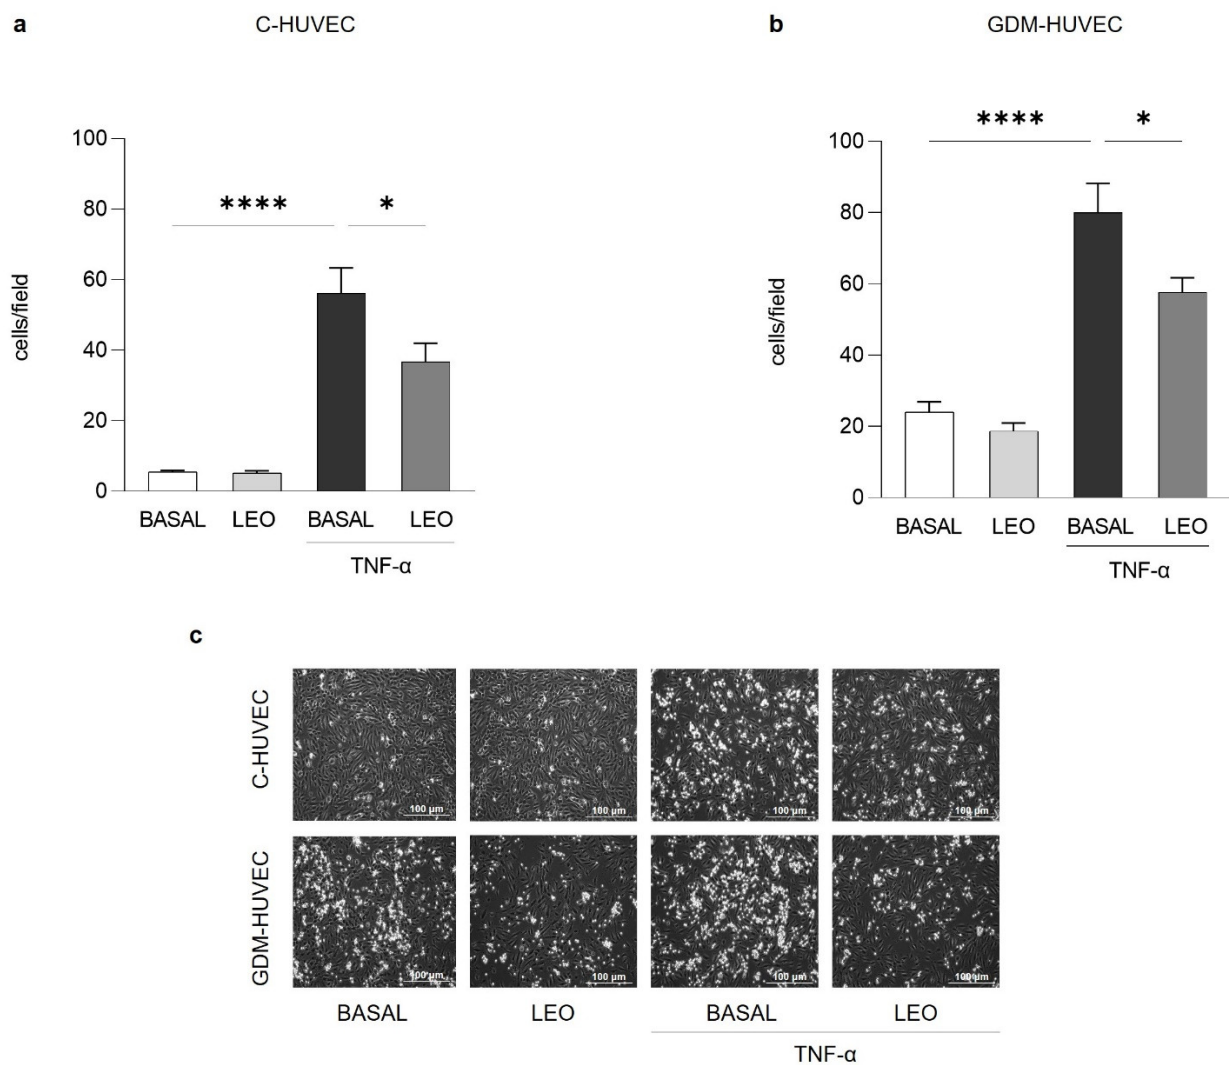 a
C-HUVEC
100
80
60
40
20
0
cells/field
****
*
BASAL LEO BASAL LEO
TNF-α
b
GDM-HUVEC
100
80
60
40
20
0
cells/field
****
*
BASAL LEO BASAL LEO
TNF-α
c
C-HUVEC
100 µm 100 µm 100 µm 100 µm
GDM-HUVEC
100 µm 100 µm 100 µm 100 µm
BASAL LEO BASAL LEO
TNF-α